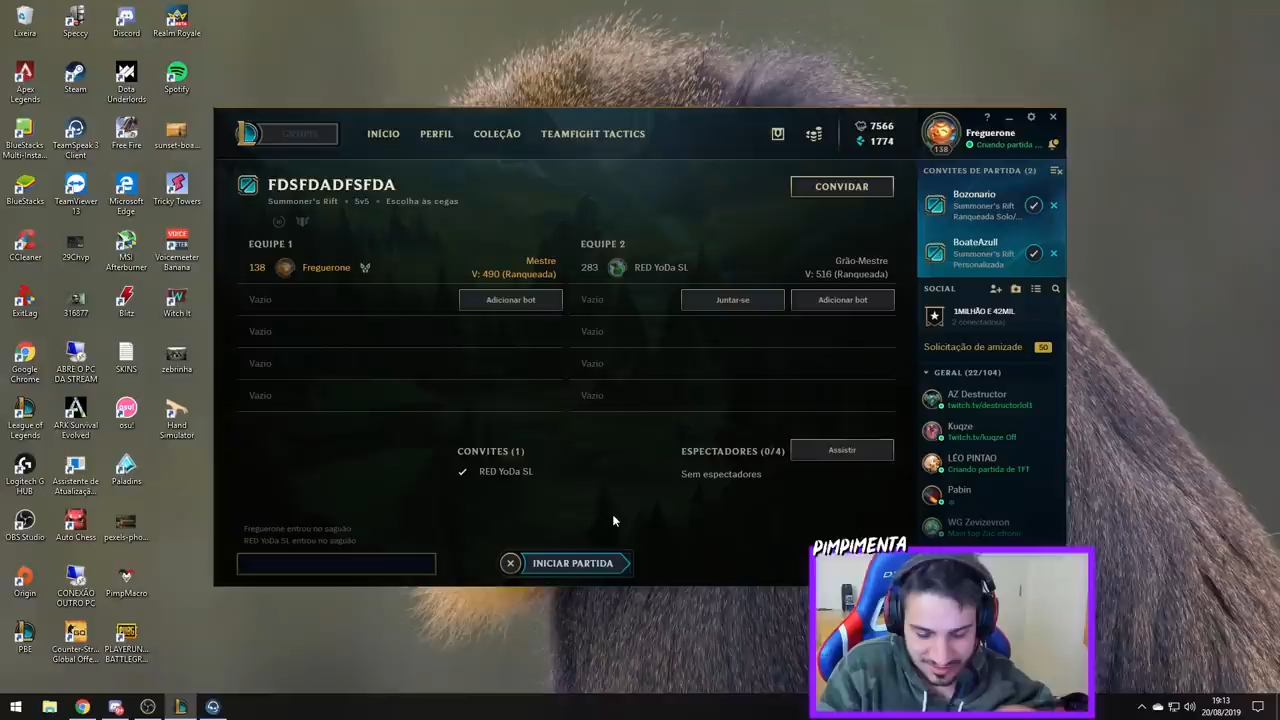 Lixeira
Speccy
Discord
Realm Royale
Apex Legends
Steam
Dota Underlords
Spotify
BlueStacks Multi-Insta...
TeamSpeak 3 Client
Free Fire
sunset-boa...
BlueStacks
TeamViewer 13
Microsoft Edge
Tricky Towers
CCleaner
29Chvp
MSI Afterburner
Voicemeeter Banana
ExitLag
316877
Blitz
Watch It
Google Chrome
ABRE O PC DA STREAM
SKINS
zebrinha
League of Legends
ARK Survival Evolved
osu!
Hand Simulator
Logitech G HUB
Assistente de Atualizaçã...
Paladins
OBS Studio
Auto Chess
pexels-pho...
Origin
CONEXÃO OUTRO PC
PimpMacro
PBE
Counter-Str... Global Offe...
PLAYERUN... BATTLEGR...
INÍCIO PERFIL COLEÇÃO TEAMFIGHT TACTICS
7566
1774
? 
138
Freguerone
Criando partida ...
FDSFDADFSFDA
Summoner's Rift • 5v5 • Escolha às cegas
CONVIDAR
EQUIPE 1
138 Freguerone
Mestre
V: 490 (Ranqueada)
Vazio
Adicionar bot
Vazio
Vazio
Vazio
EQUIPE 2
283 RED YoDa SL
Grão-Mestre
V: 516 (Ranqueada)
Vazio
Juntar-se
Adicionar bot
Vazio
Vazio
Vazio
CONVITES (1)
RED YoDa SL
ESPECTADORES (0/4)
Assistir
Sem espectadores
Freguerone entrou no saguão
RED YoDa SL entrou no saguão
INICIAR PARTIDA
CONVITES DE PARTIDA (2)
Bozonario
Summoner's Rift
Ranqueada Solo/...
BoateAzull
Summoner's Rift
Personalizada
SOCIAL
1MILHÃO E 42MIL
2 conectado(s)
Solicitação de amizade 50
GERAL (22/104)
AZ Destructor
twitch.tv/destructorlol1
Kuqze
Twitch.tv/kuqze Off
LÉO PINTAO
Criando partida de TFT
Pabin
WG Zevizevron
Main top Zac efrono
PIMPIMENTA
19:13
20/08/2019